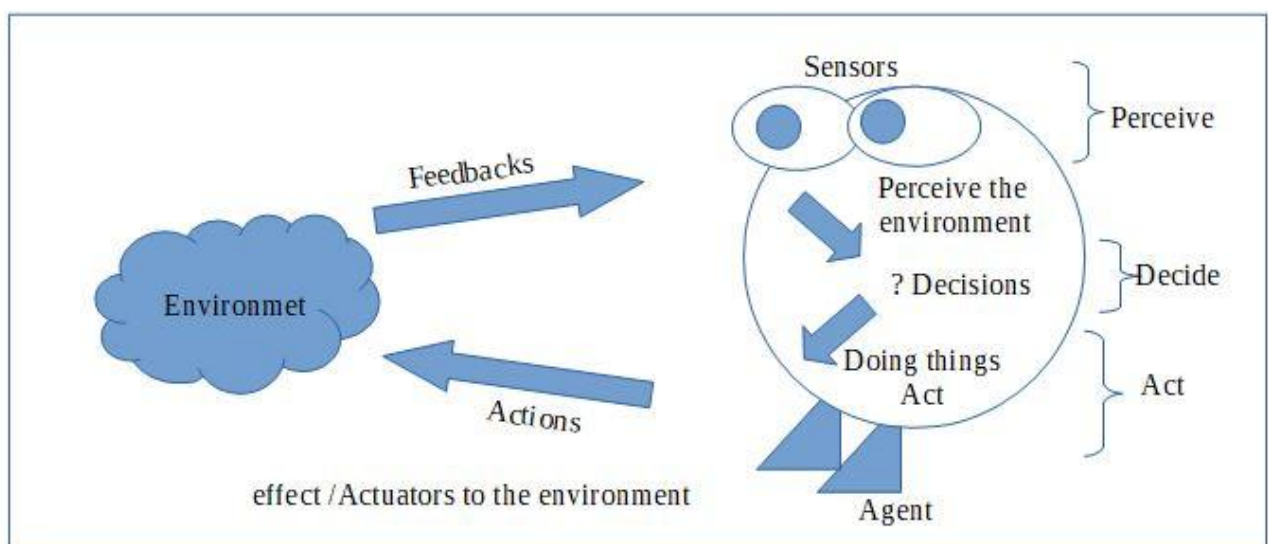 Sensors
Perceive
Feedbacks
Perceive the
environment
Environmet
? Decisions
Decide
Doing things
Act
Act
Actions
effect /Actuators to the environment
Agent